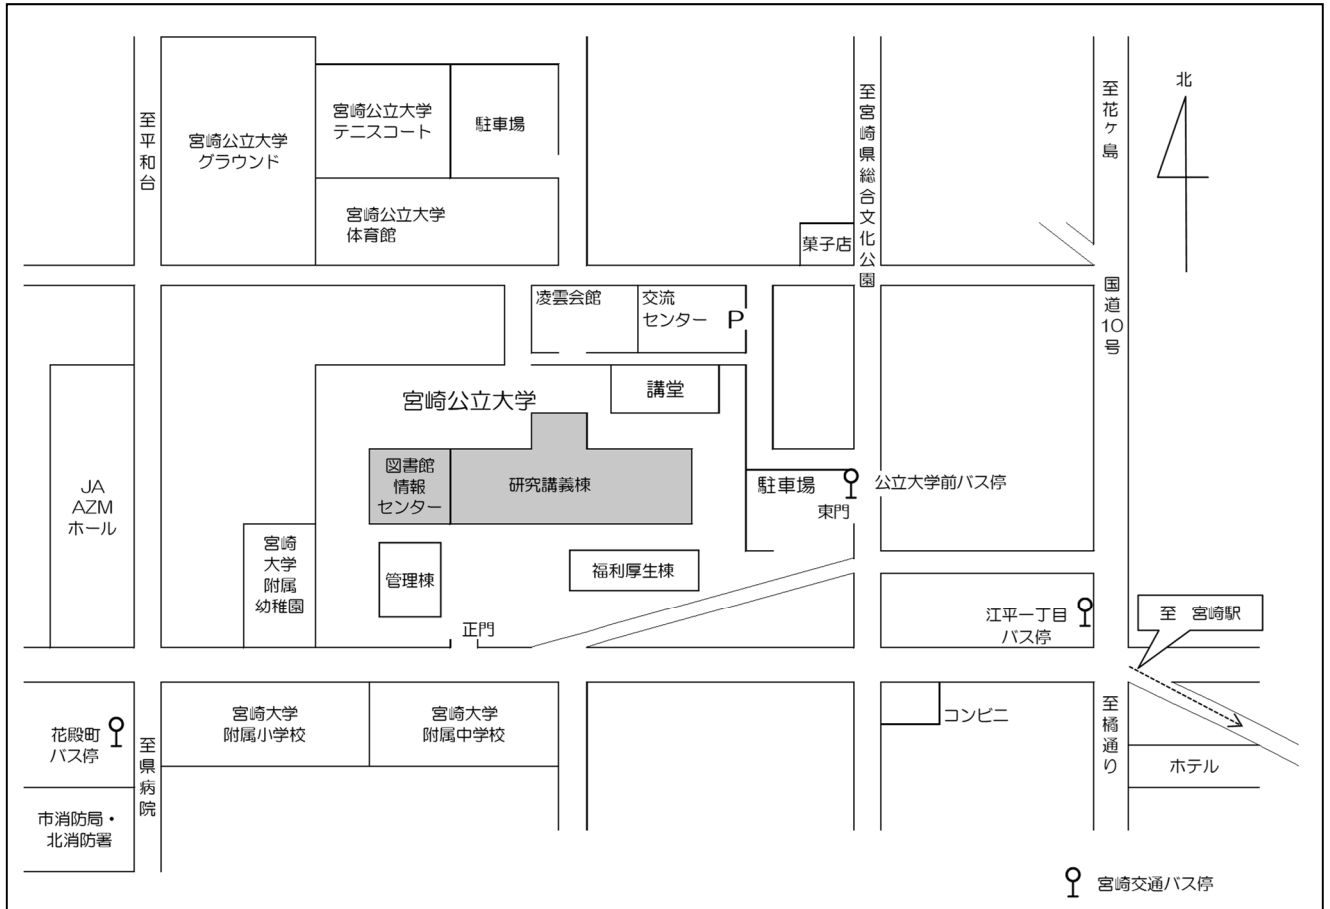 北
至平和台
宮崎公立大学
グラウンド
宮崎公立大学
テニスコート
駐車場
宮崎公立大学
体育館
至宮崎県総合文化公園
至花ヶ島
菓子店
国道10号
凌雲会館
交流
センター
P
講堂
宮崎公立大学
図書館
情報
センター
研究講義棟
駐車場
公立大学前バス停
東門
JA
AZM
ホール
宮崎
大学
附属
幼稚園
管理棟
福利厚生棟
正門
江平一丁目
バス停
至 宮崎駅
花殿町
バス停
至県病院
宮崎大学
附属小学校
宮崎大学
附属中学校
コンビニ
至橘通り
ホテル
市消防局・
北消防署
宮崎交通バス停